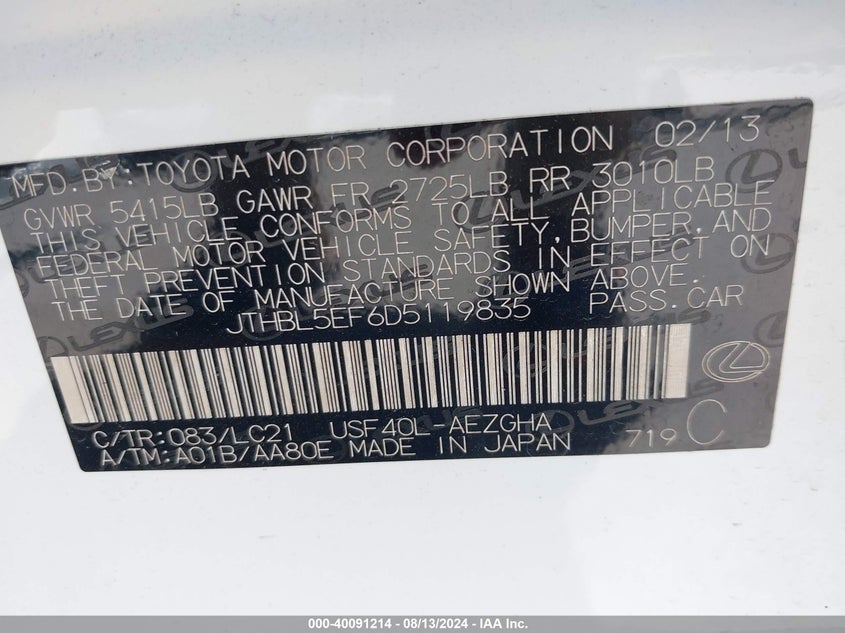 MFD.BY:TOYOTA MOTOR CORPORATION 02/13
GVWR 5415LB GAWR FR 2725LB RR 3010LB
THIS VEHICLE CONFORMS TO ALL APPLICABLE
FEDERAL MOTOR VEHICLE SAFETY, BUMPER, AND
THEFT PREVENTION STANDARDS IN EFFECT ON
THE DATE OF MANUFACTURE SHOWN ABOVE.
JTHBL5EF6D5119835 PASS.CAR
C/TR:083/LC21 USF40L-AEZGHA
A/TM:A01B/AA80E MADE IN JAPAN 719 C
000-40091214 - 08/13/2024 - IAA Inc.